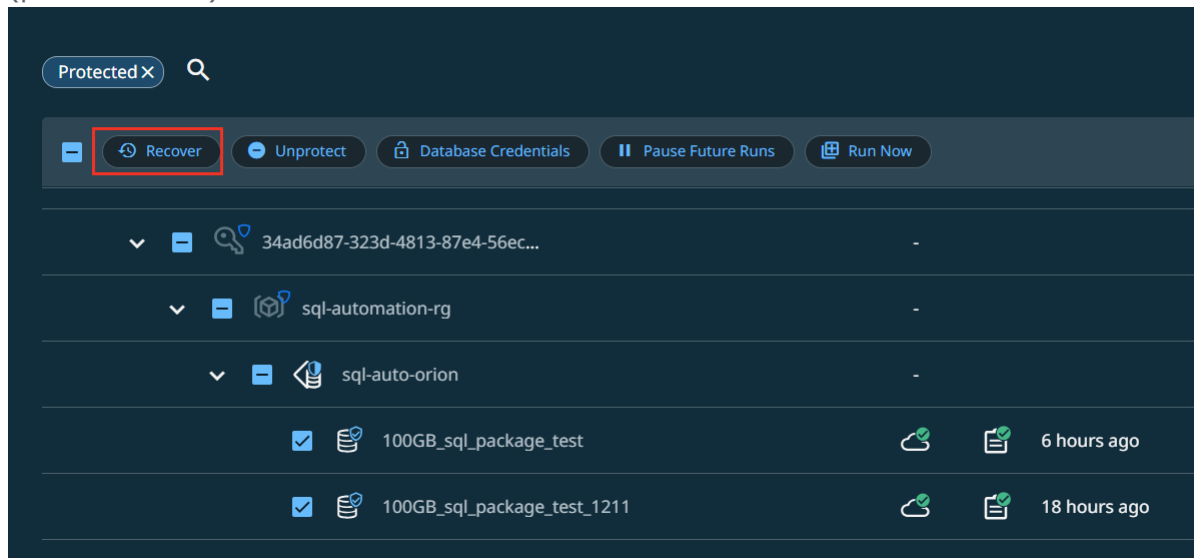 Protected
Recover Unprotect Database Credentials Pause Future Runs Run Now
34ad6d87-323d-4813-87e4-56ec...
-
sql-automation-rg
-
sql-auto-orion
-
100GB_sql_package_test
6 hours ago
100GB_sql_package_test_1211
18 hours ago